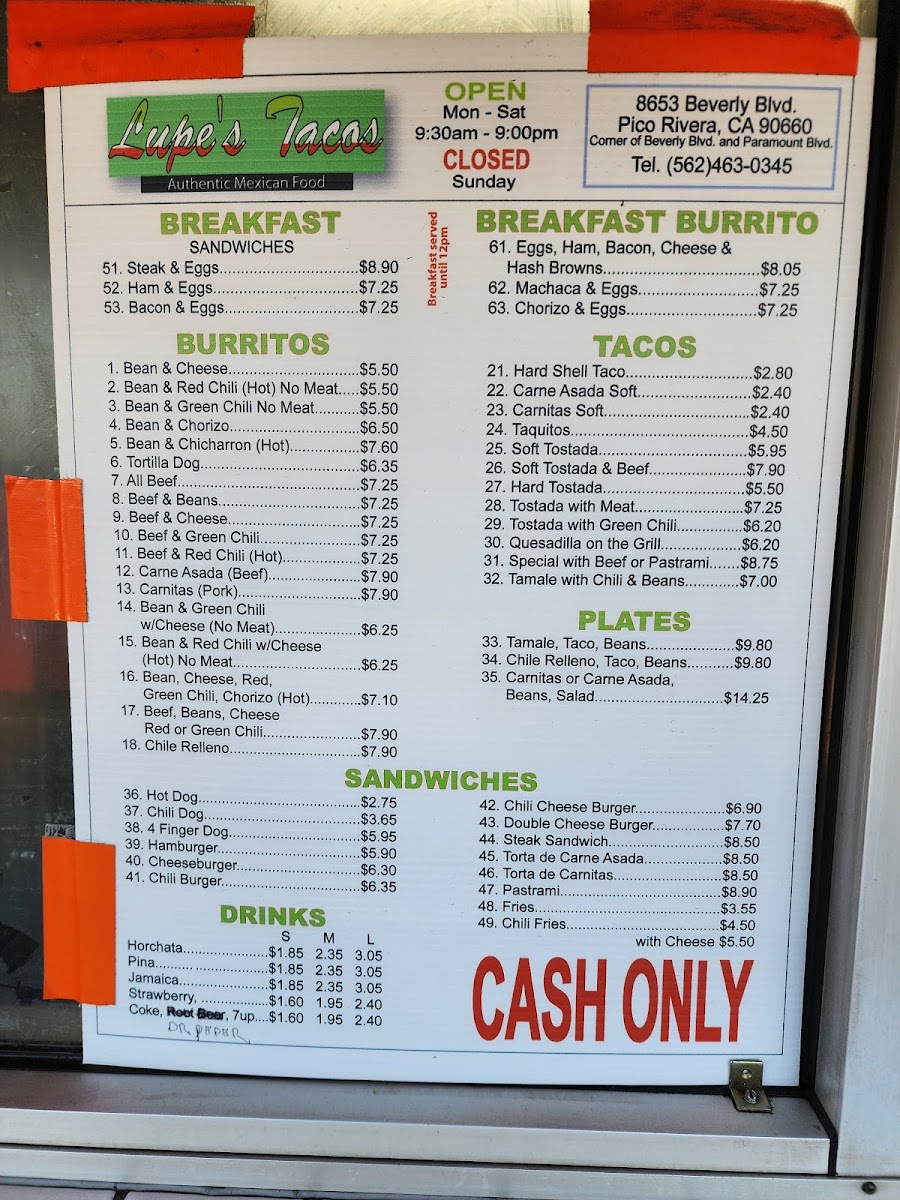 Lupe's Tacos
Authentic Mexican Food
OPEN
Mon - Sat
9:30am - 9:00pm
CLOSED
Sunday
8653 Beverly Blvd.
Pico Rivera, CA 90660
Corner of Beverly Blvd. and Paramount Blvd.
Tel. (562)463-0345
BREAKFAST
SANDWICHES
51. Steak & Eggs................................$8.90
52. Ham & Eggs.................................$7.25
53. Bacon & Eggs...............................$7.25
Breakfast served
until 12pm
BREAKFAST BURRITO
61. Eggs, Ham, Bacon, Cheese &
Hash Browns....................................$8.05
62. Machaca & Eggs............................$7.25
63. Chorizo & Eggs..............................$7.25
BURRITOS
1. Bean & Cheese...............................$5.50
2. Bean & Red Chili (Hot) No Meat.....$5.50
3. Bean & Green Chili No Meat..........$5.50
4. Bean & Chorizo..............................$6.50
5. Bean & Chicharron (Hot)................$7.60
6. Tortilla Dog.....................................$6.35
7. All Beef...........................................$7.25
8. Beef & Beans..................................$7.25
9. Beef & Cheese................................$7.25
10. Beef & Green Chili........................$7.25
11. Beef & Red Chili (Hot)..................$7.25
12. Carne Asada (Beef)......................$7.90
13. Carnitas (Pork)..............................$7.90
14. Bean & Green Chili
w/Cheese (No Meat).....................$6.25
15. Bean & Red Chili w/Cheese
(Hot) No Meat...............................$6.25
16. Bean, Cheese, Red,
Green Chili, Chorizo (Hot)............$7.10
17. Beef, Beans, Cheese
Red or Green Chili........................$7.90
18. Chile Relleno................................$7.90
TACOS
21. Hard Shell Taco..............................$2.80
22. Carne Asada Soft...........................$2.40
23. Carnitas Soft...................................$2.40
24. Taquitos...........................................$4.50
25. Soft Tostada....................................$5.95
26. Soft Tostada & Beef........................$7.90
27. Hard Tostada...................................$5.50
28. Tostada with Meat...........................$7.25
29. Tostada with Green Chili................$6.20
30. Quesadilla on the Grill....................$6.20
31. Special with Beef or Pastrami.......$8.75
32. Tamale with Chili & Beans............$7.00
PLATES
33. Tamale, Taco, Beans.....................$9.80
34. Chile Relleno, Taco, Beans...........$9.80
35. Carnitas or Carne Asada,
Beans, Salad...............................$14.25
SANDWICHES
36. Hot Dog.......................................$2.75
37. Chili Dog......................................$3.65
38. 4 Finger Dog................................$5.95
39. Hamburger...................................$5.90
40. Cheeseburger..............................$6.30
41. Chili Burger..................................$6.35
42. Chili Cheese Burger......................$6.90
43. Double Cheese Burger..................$7.70
44. Steak Sandwich............................$8.50
45. Torta de Carne Asada...................$8.50
46. Torta de Carnitas..........................$8.50
47. Pastrami.......................................$8.90
48. Fries.............................................$3.55
49. Chili Fries.....................................$4.50
with Cheese $5.50
DRINKS
S M L
Horchata.....................$1.85 2.35 3.05
Pina......... ..................$1.85 2.35 3.05
Jamaica......................$1.85 2.35 3.05
Strawberry, ................$1.60 1.95 2.40
Coke, Root Beer, 7up....$1.60 1.95 2.40
DR PEPER
CASH ONLY